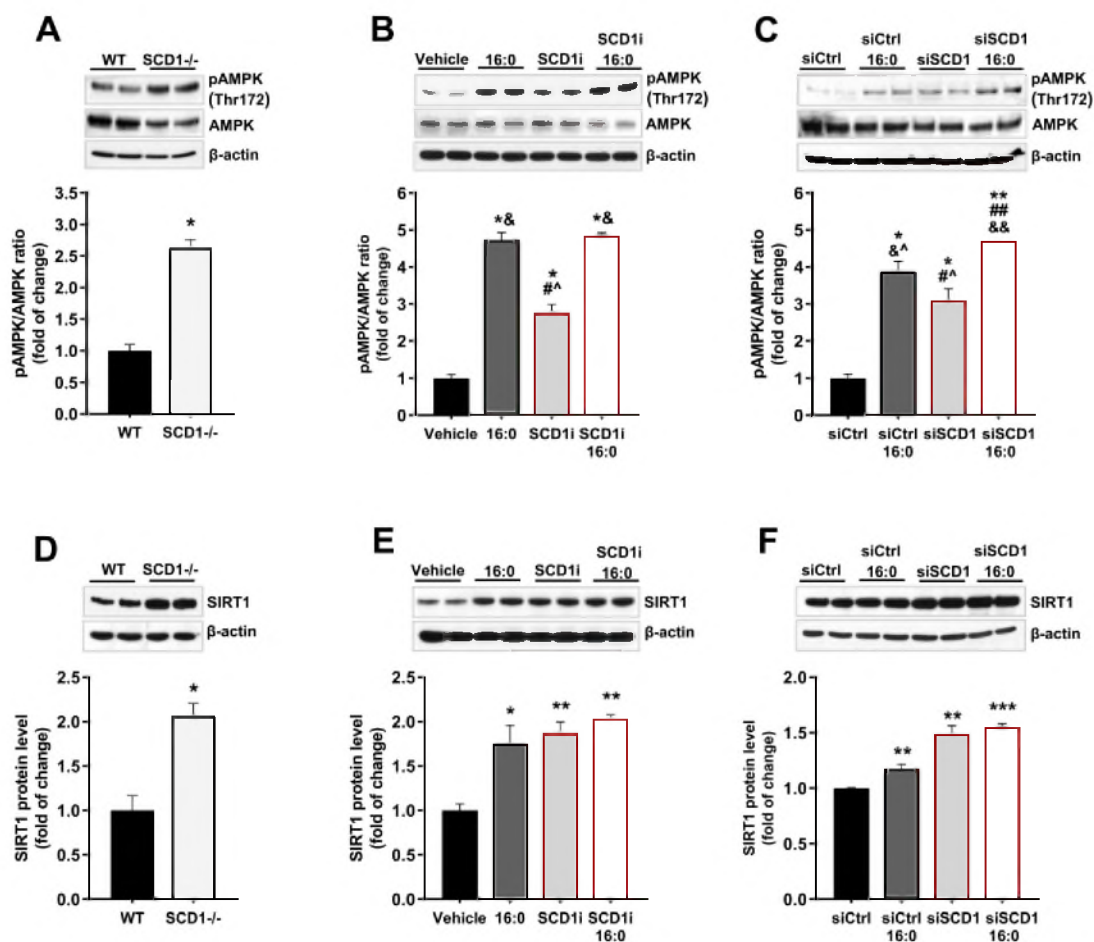 A
WT SCD1-/-
pAMPK
(Thr172)
AMPK
β-actin
pAMPK/AMPK ratio
(fold of change)
3.5
3.0
2.5
2.0
1.5
1.0
0.5
0.0
*
WT SCD1-/-
B
SCD1i
Vehicle 16:0 SCD1i 16:0
pAMPK
(Thr172)
AMPK
β-actin
pAMPK/AMPK ratio
(fold of change)
6
5
4
3
2
1
0
*&
*
#^
*&
Vehicle 16:0 SCD1i SCD1i
16:0
C
siCtrl siSCD1
siCtrl 16:0 siSCD1 16:0
pAMPK
(Thr172)
AMPK
β-actin
pAMPK/AMPK ratio
(fold of change)
6
5
4
3
2
1
0
*
&^
*
#^
**
##
&&
siCtrl siCtrl siSCD1 siSCD1
16:0 16:0
D
WT SCD1-/-
SIRT1
β-actin
SIRT1 protein level
(fold of change)
2.5
2.0
1.5
1.0
0.5
0.0
*
WT SCD1-/-
E
SCD1i
Vehicle 16:0 SCD1i 16:0
SIRT1
β-actin
SIRT1 protein level
(fold of change)
2.5
2.0
1.5
1.0
0.5
0.0
*
**
**
Vehicle 16:0 SCD1i SCD1i
16:0
F
siCtrl siSCD1
siCtrl 16:0 siSCD1 16:0
SIRT1
β-actin
SIRT1 protein level
(fold of change)
2.0
1.5
1.0
0.5
0.0
**
**
***
siCtrl siCtrl siSCD1 siSCD1
16:0 16:0